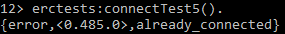 12> erctests:connectTest5().
{error,<0.485.0>,already_connected}